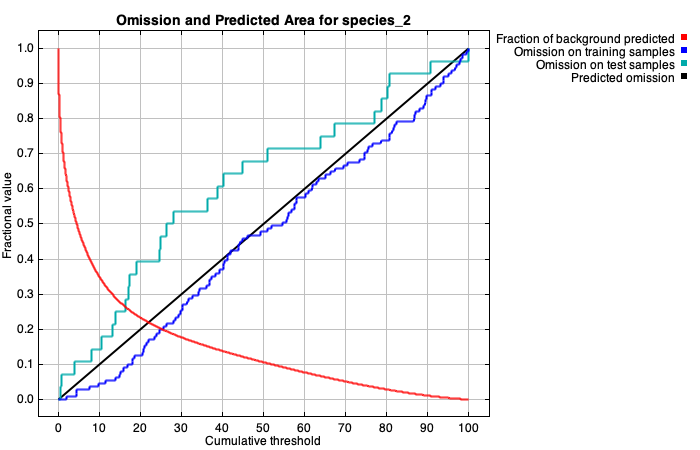 Omission and Predicted Area for species_2
Fraction of background predicted
Omission on training samples
Omission on test samples
Predicted omission
Fractional value
1.0
0.9
0.8
0.7
0.6
0.5
0.4
0.3
0.2
0.1
0.0
0 10 20 30 40 50 60 70 80 90 100
Cumulative threshold